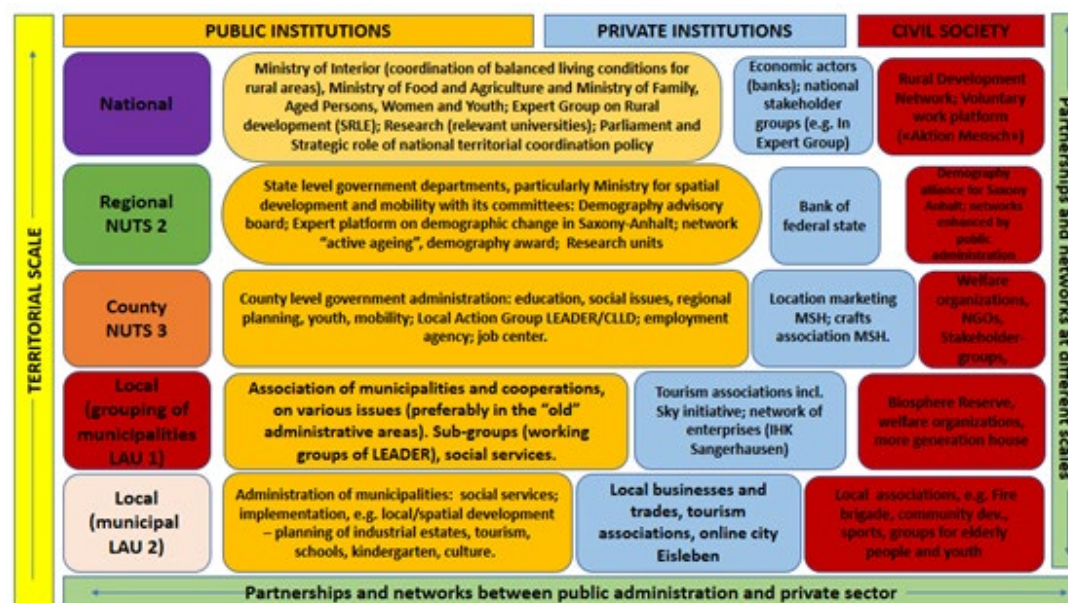 PUBLIC INSTITUTIONS
PRIVATE INSTITUTIONS
CIVIL SOCIETY
TERRITORIAL SCALE
National
Ministry of Interior (coordination of balanced living conditions for
rural areas), Ministry of Food and Agriculture and Ministry of Family,
Aged Persons, Women and Youth; Expert Group on Rural
development (SRLE); Research (relevant universities); Parliament and
Strategic role of national territorial coordination policy
Economic actors
(banks); national
stakeholder
groups (e.g. In
Expert Group)
Rural Development
Network; Voluntary
work platform
(«Aktion Mensch»)
Regional
NUTS 2
State level government departments, particularly Ministry for spatial
development and mobility with its committees: Demography advisory
board; Expert platform on demographic change in Saxony-Anhalt; network
"active ageing", demography award;  Research units
Bank of
federal state
Demography
alliance for Saxony
Anhalt; networks
enhanced by
public
administration
County
NUTS 3
County level government administration: education, social issues, regional
planning, youth, mobility; Local Action Group LEADER/CLLD; employment
agency; job center.
Location marketing
MSH; crafts
association MSH.
Welfare
organizations,
NGOs,
Stakeholder-
groups,
Local
(grouping of
municipalities
LAU 1)
Association of municipalities and cooperations,
on various issues (preferably in the "old"
administrative areas). Sub-groups (working
groups of LEADER), social services.
Tourism associations incl.
Sky initiative; network of
enterprises (IHK
Sangerhausen)
Biosphere Reserve,
welfare organizations,
more generation house
Local
(municipal
LAU 2)
Administration of municipalities:  social services;
implementation, e.g. local/spatial development
– planning of industrial estates, tourism,
schools, kindergarten, culture.
Local businesses and
trades, tourism
associations, online city
Eisleben
Local  associations, e.g. Fire
brigade, community dev.,
sports, groups for elderly
people and youth
Partnerships and networks at different scares
Partnerships and networks between public administration and private sector